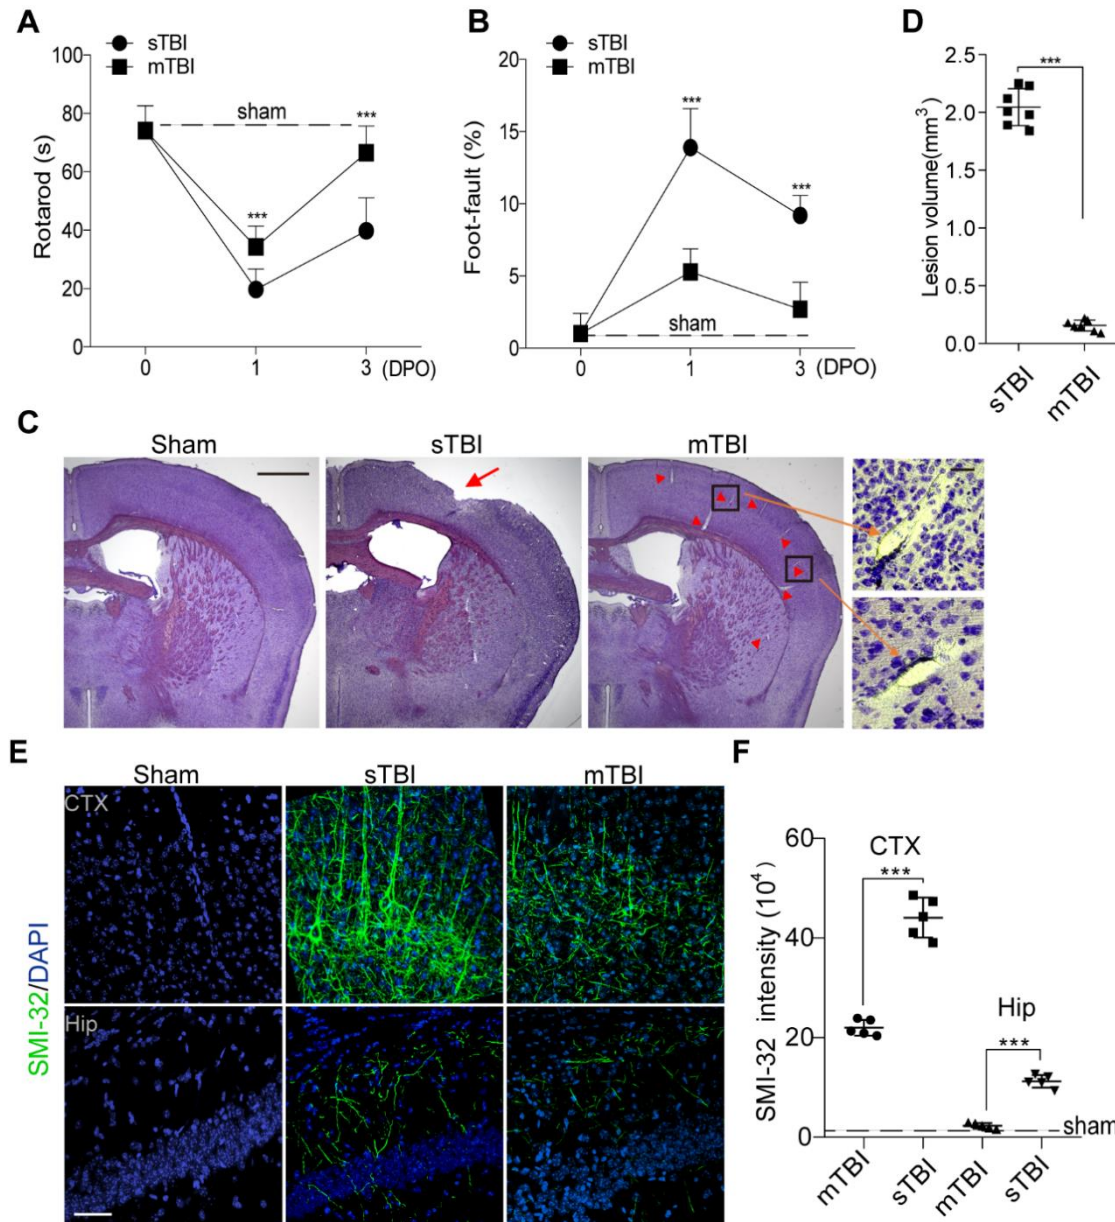 A
sTBI
mTBI
100
80
60
40
20
0
Rotarod (s)
sham
***
***
0 1 3 (DPO)
B
sTBI
mTBI
20
15
10
5
0
Foot-fault (%)
***
***
sham
0 1 3 (DPO)
D
2.5
2.0
1.5
1.0
0.5
0.0
Lesion volume(mm3)
***
sTBI mTBI
C
Sham sTBI mTBI
E
Sham sTBI mTBI
CTX
Hip
SMI-32/DAPI
F
60
40
20
0
SMI-32 intensity (10⁴)
CTX
***
Hip
***
sham
mTBI sTBI mTBI sTBI